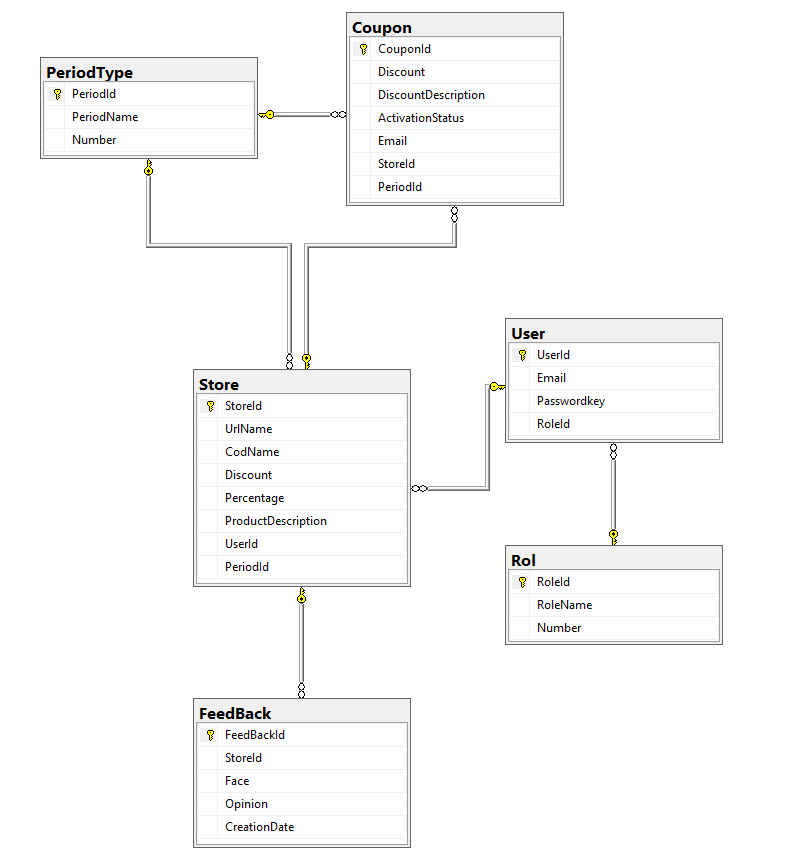 PeriodType
PeriodId
PeriodName
Number
Coupon
CouponId
Discount
DiscountDescription
ActivationStatus
Email
StoreId
PeriodId
Store
StoreId
UrlName
CodName
Discount
Percentage
ProductDescription
UserId
PeriodId
User
UserId
Email
Passwordkey
RoleId
Rol
RoleId
RoleName
Number
FeedBack
FeedBackId
StoreId
Face
Opinion
CreationDate